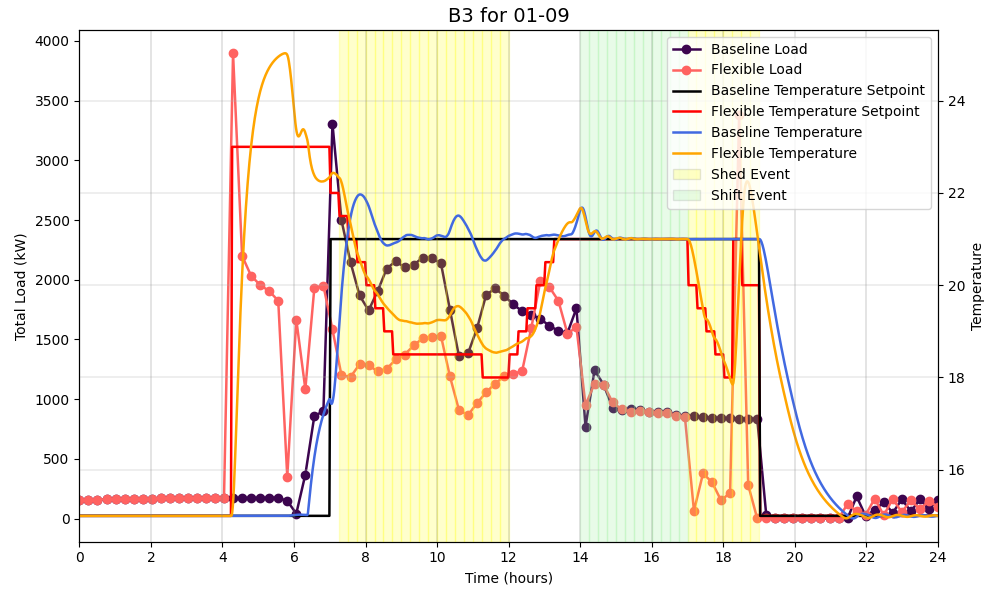 B3 for 01-09
Total Load (kW)
4000
3500
3000
2500
2000
1500
1000
500
0
0 2 4 6 8 10 12 14 16 18 20 22 24
Time (hours)
24
22
20
18
16
Temperature
Baseline Load
Flexible Load
Baseline Temperature Setpoint
Flexible Temperature Setpoint
Baseline Temperature
Flexible Temperature
Shed Event
Shift Event